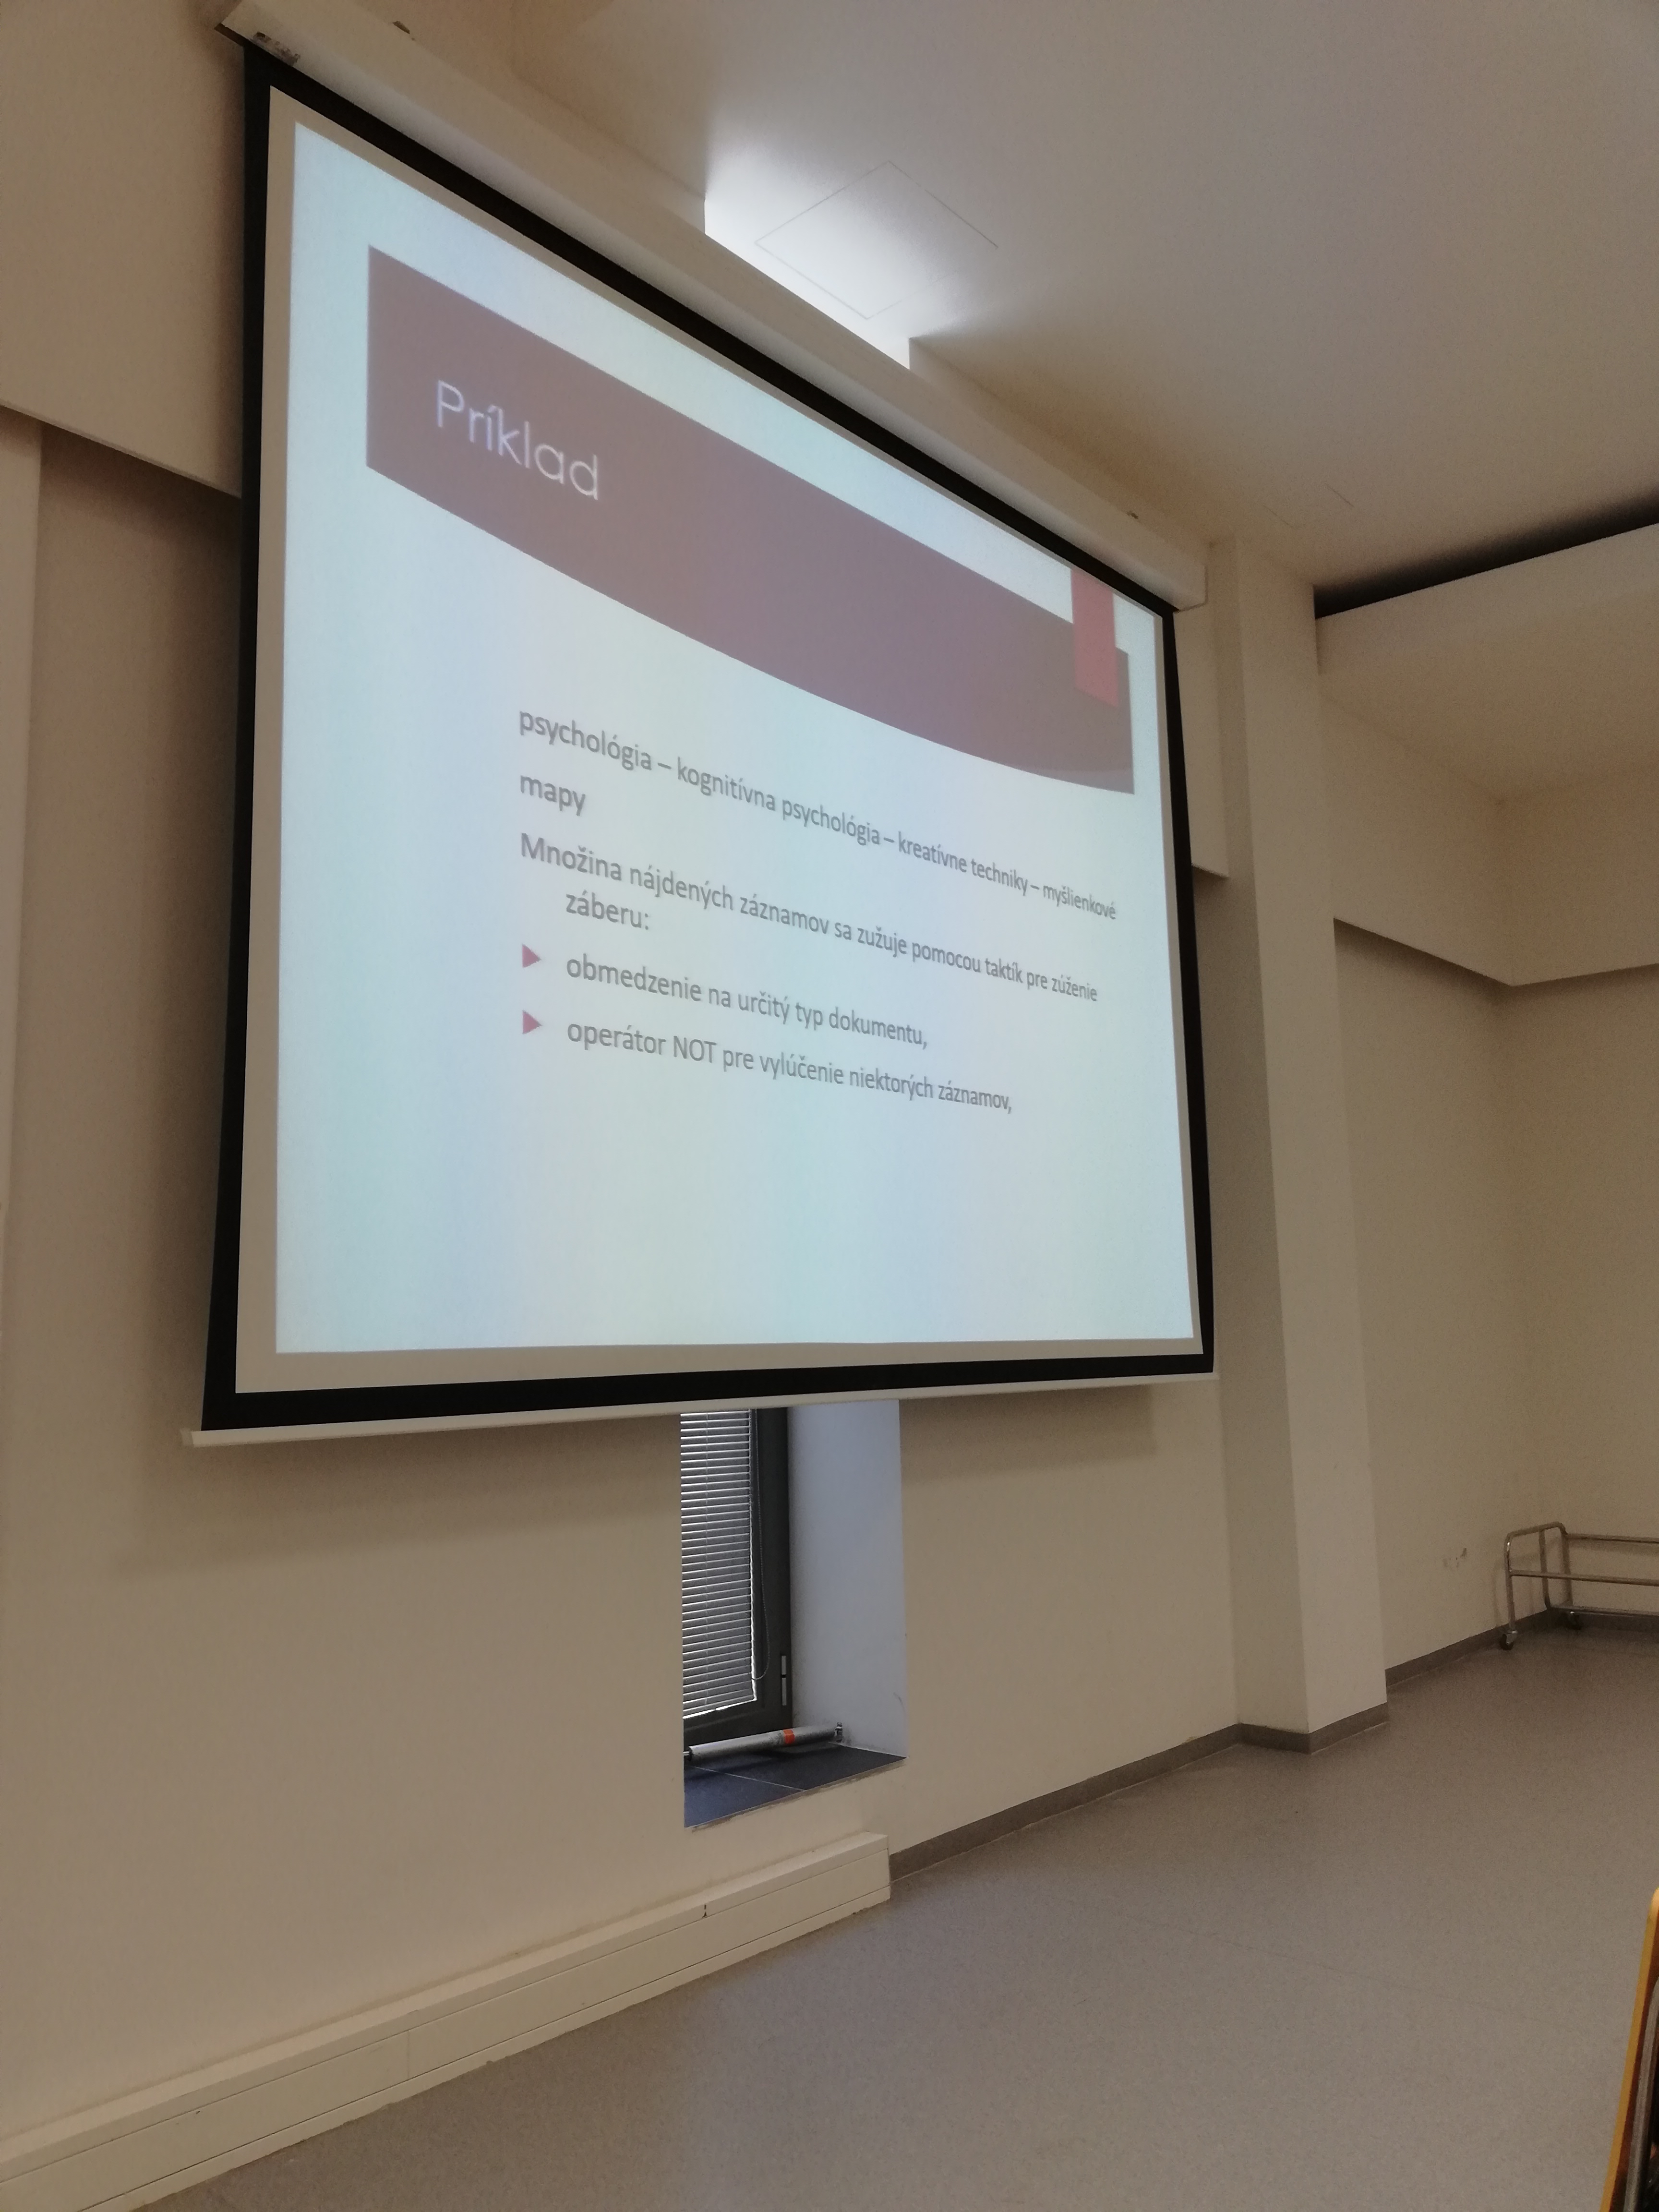 Príklad
psychológia – kognitívna psychológia – kreatívne techniky – myšlienkové
mapy
Množina nájdených záznamov sa zužuje pomocou taktík pre zúženie
záberu:
obmedzenie na určitý typ dokumentu,
operátor NOT pre vylúčenie niektorých záznamov,